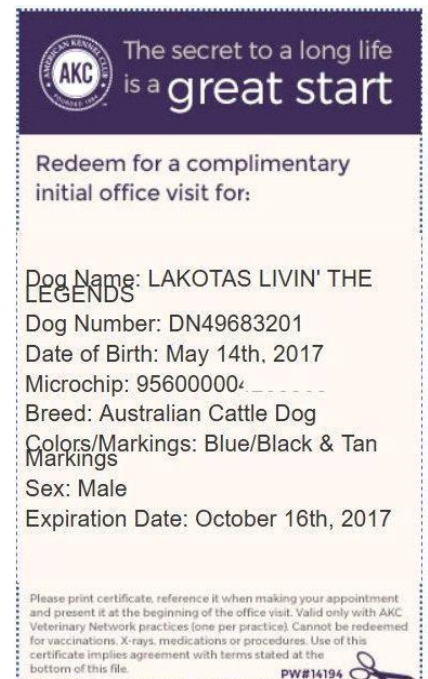 AMERICAN KENNEL CLUB
AKC
FOUNDED 1884
The secret to a long life
is a great start
Redeem for a complimentary
initial office visit for:
Dog Name: LAKOTAS LIVIN' THE
LEGENDS
Dog Number: DN49683201
Date of Birth: May 14th, 2017
Microchip: 95600000
Breed: Australian Cattle Dog
Colors/Markings: Blue/Black & Tan
Markings
Sex: Male
Expiration Date: October 16th, 2017
Please print certificate, reference it when making your appointment
and present it at the beginning of the office visit. Valid only with AKC
Veterinary Network practices (one per practice). Cannot be redeemed
for vaccinations, X-rays, medications or procedures. Use of this
certificate implies agreement with terms stated at the
bottom of this file.
PW#14194